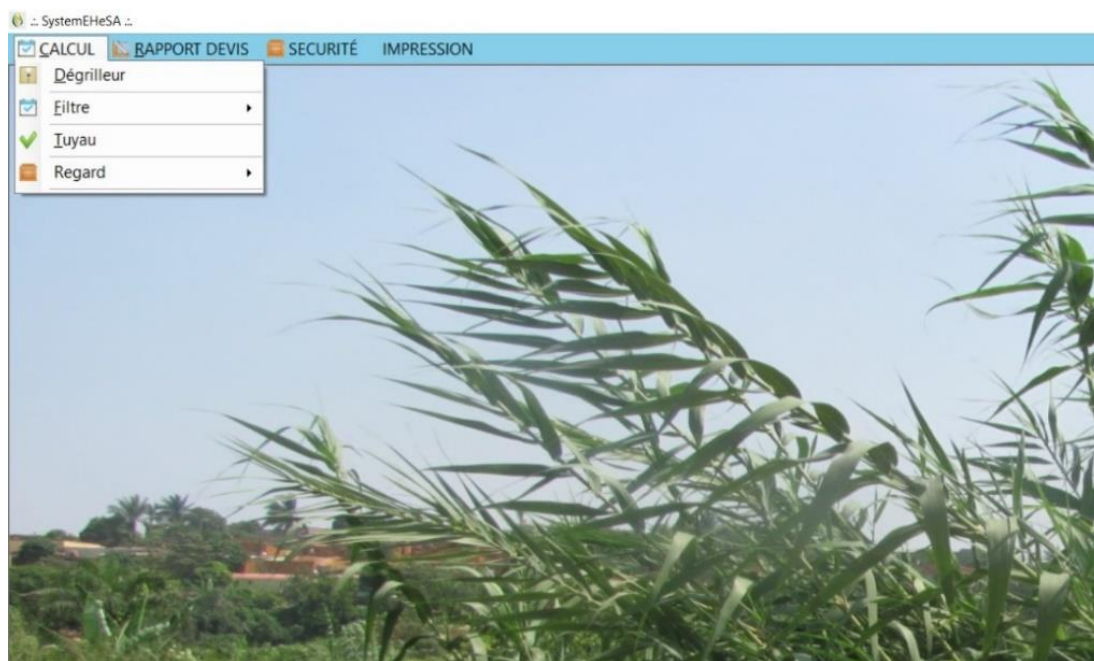 .:. SystemEHeSA .:.
CALCUL RAPPORT DEVIS SECURITÉ IMPRESSION
Dégrilleur
Filtre
Tuyau
Regard